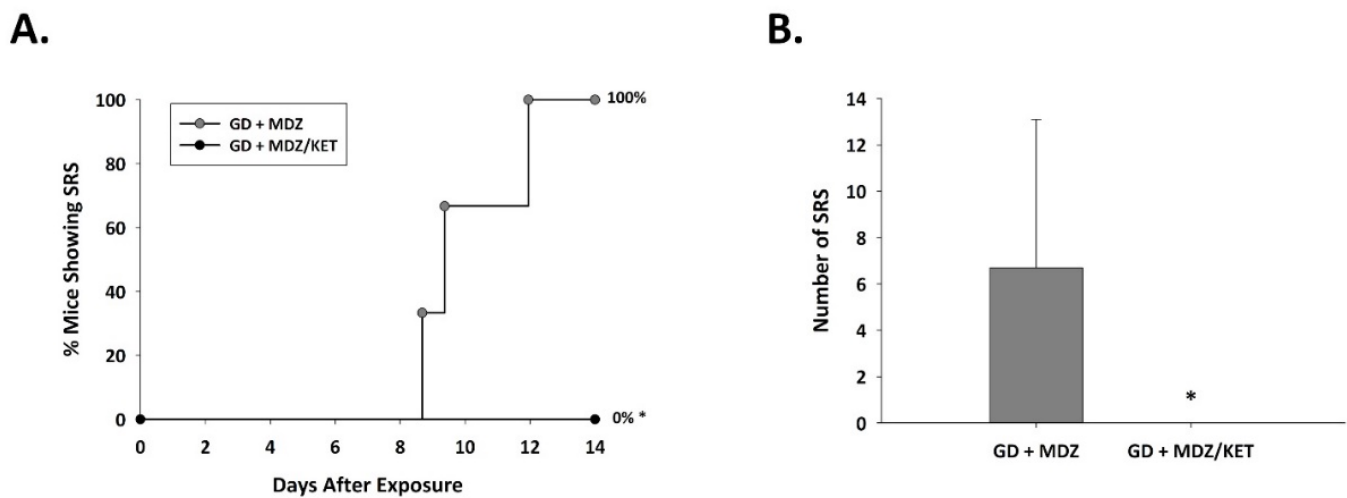 A.
% Mice Showing SRS
100
80
60
40
20
0
GD + MDZ
GD + MDZ/KET
100%
0% *
0 2 4 6 8 10 12 14
Days After Exposure
B.
Number of SRS
14
12
10
8
6
4
2
0
*
GD + MDZ GD + MDZ/KET